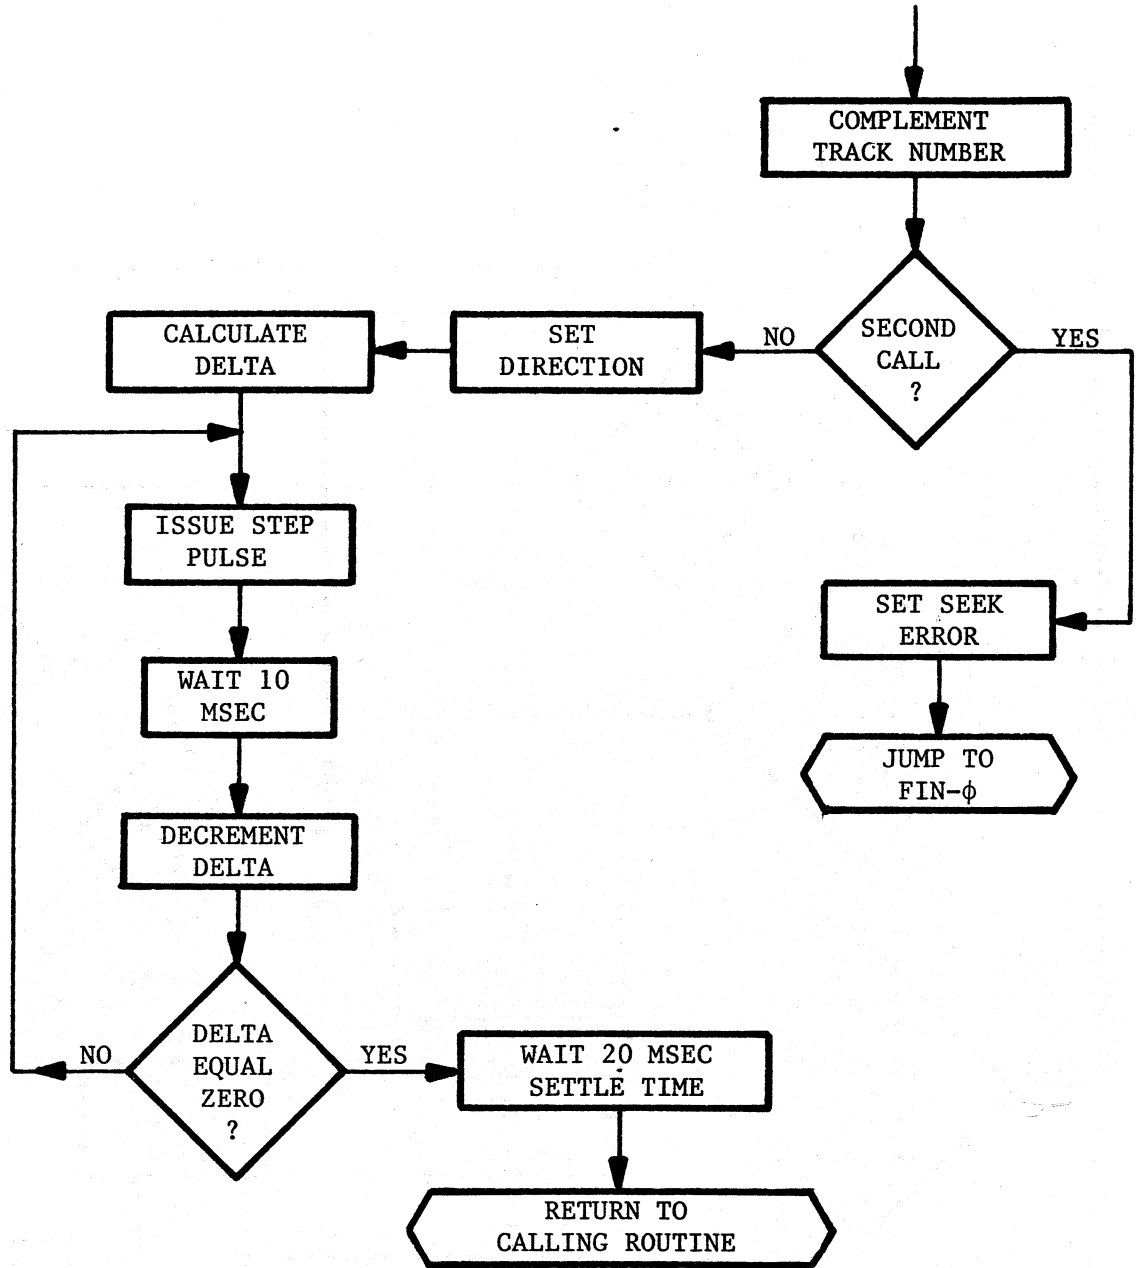 COMPLEMENT
TRACK NUMBER
SECOND
CALL
?
NO
YES
SET
DIRECTION
CALCULATE
DELTA
ISSUE STEP
PULSE
WAIT 10
MSEC
DECREMENT
DELTA
DELTA
EQUAL
ZERO
?
NO
YES
WAIT 20 MSEC
SETTLE TIME
RETURN TO
CALLING ROUTINE
SET SEEK
ERROR
JUMP TO
FIN-ϕ